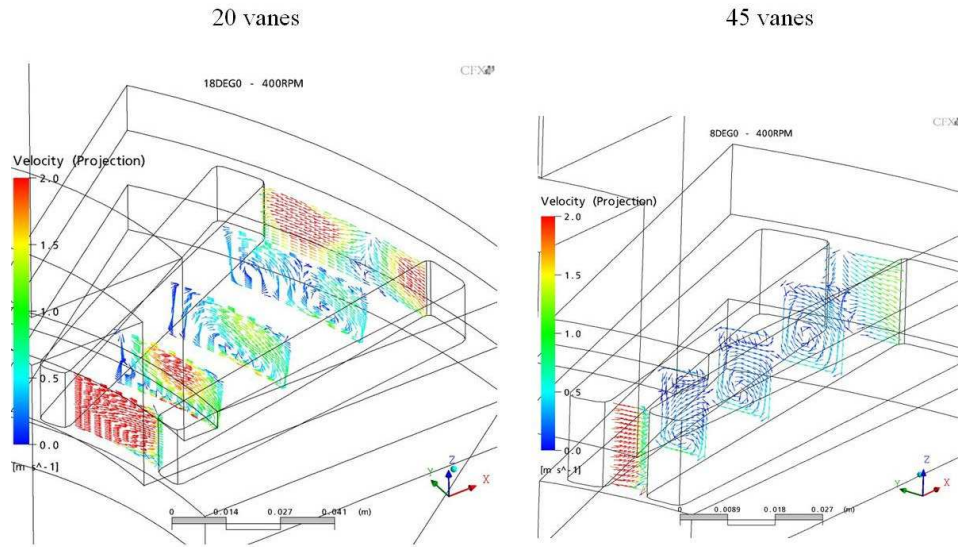 20 vanes
45 vanes
18DEG0 - 400RPM
CFX
Velocity (Projection)
2.0
1.5
1.0
0.5
0.0
[m s^-1]
Z
Y
X
0 0.014 0.027 0.041 (m)
8DEG0 - 400RPM
CFX
Velocity (Projection)
2.0
1.5
1.0
0.5
0.0
[m s^-1]
Z
Y
X
0 0.0089 0.018 0.027 (m)